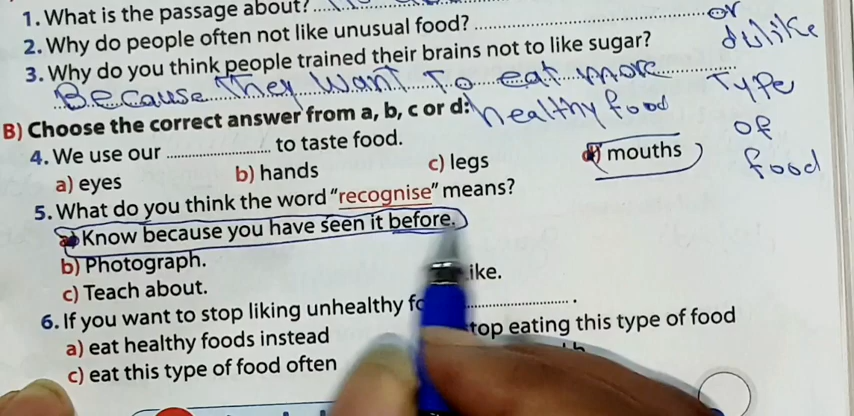 1. What is the passage about?
2. Why do people often not like unusual food?
3. Why do you think people trained their brains not to like sugar?
Because They Want To eat more
healthy food
or
dislike
Type
of
food
B) Choose the correct answer from a, b, c or d:
4. We use our .......................... to taste food.
a) eyes b) hands c) legs d) mouths
5. What do you think the word "recognise" means?
a) Know because you have seen it before.
b) Photograph.
c) Teach about. ike.
6. If you want to stop liking unhealthy fo .......................... .
a) eat healthy foods instead top eating this type of food
c) eat this type of food often